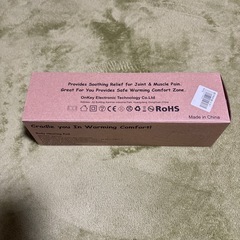 Provides Soothing Relief for Joint & Muscle Pain.
Great For You Provides Safe Warming Comfort Zone.
OnKey Electronic Technology Co.Ltd
RoHS
Made in China
Cradle you In Warming Comfort!